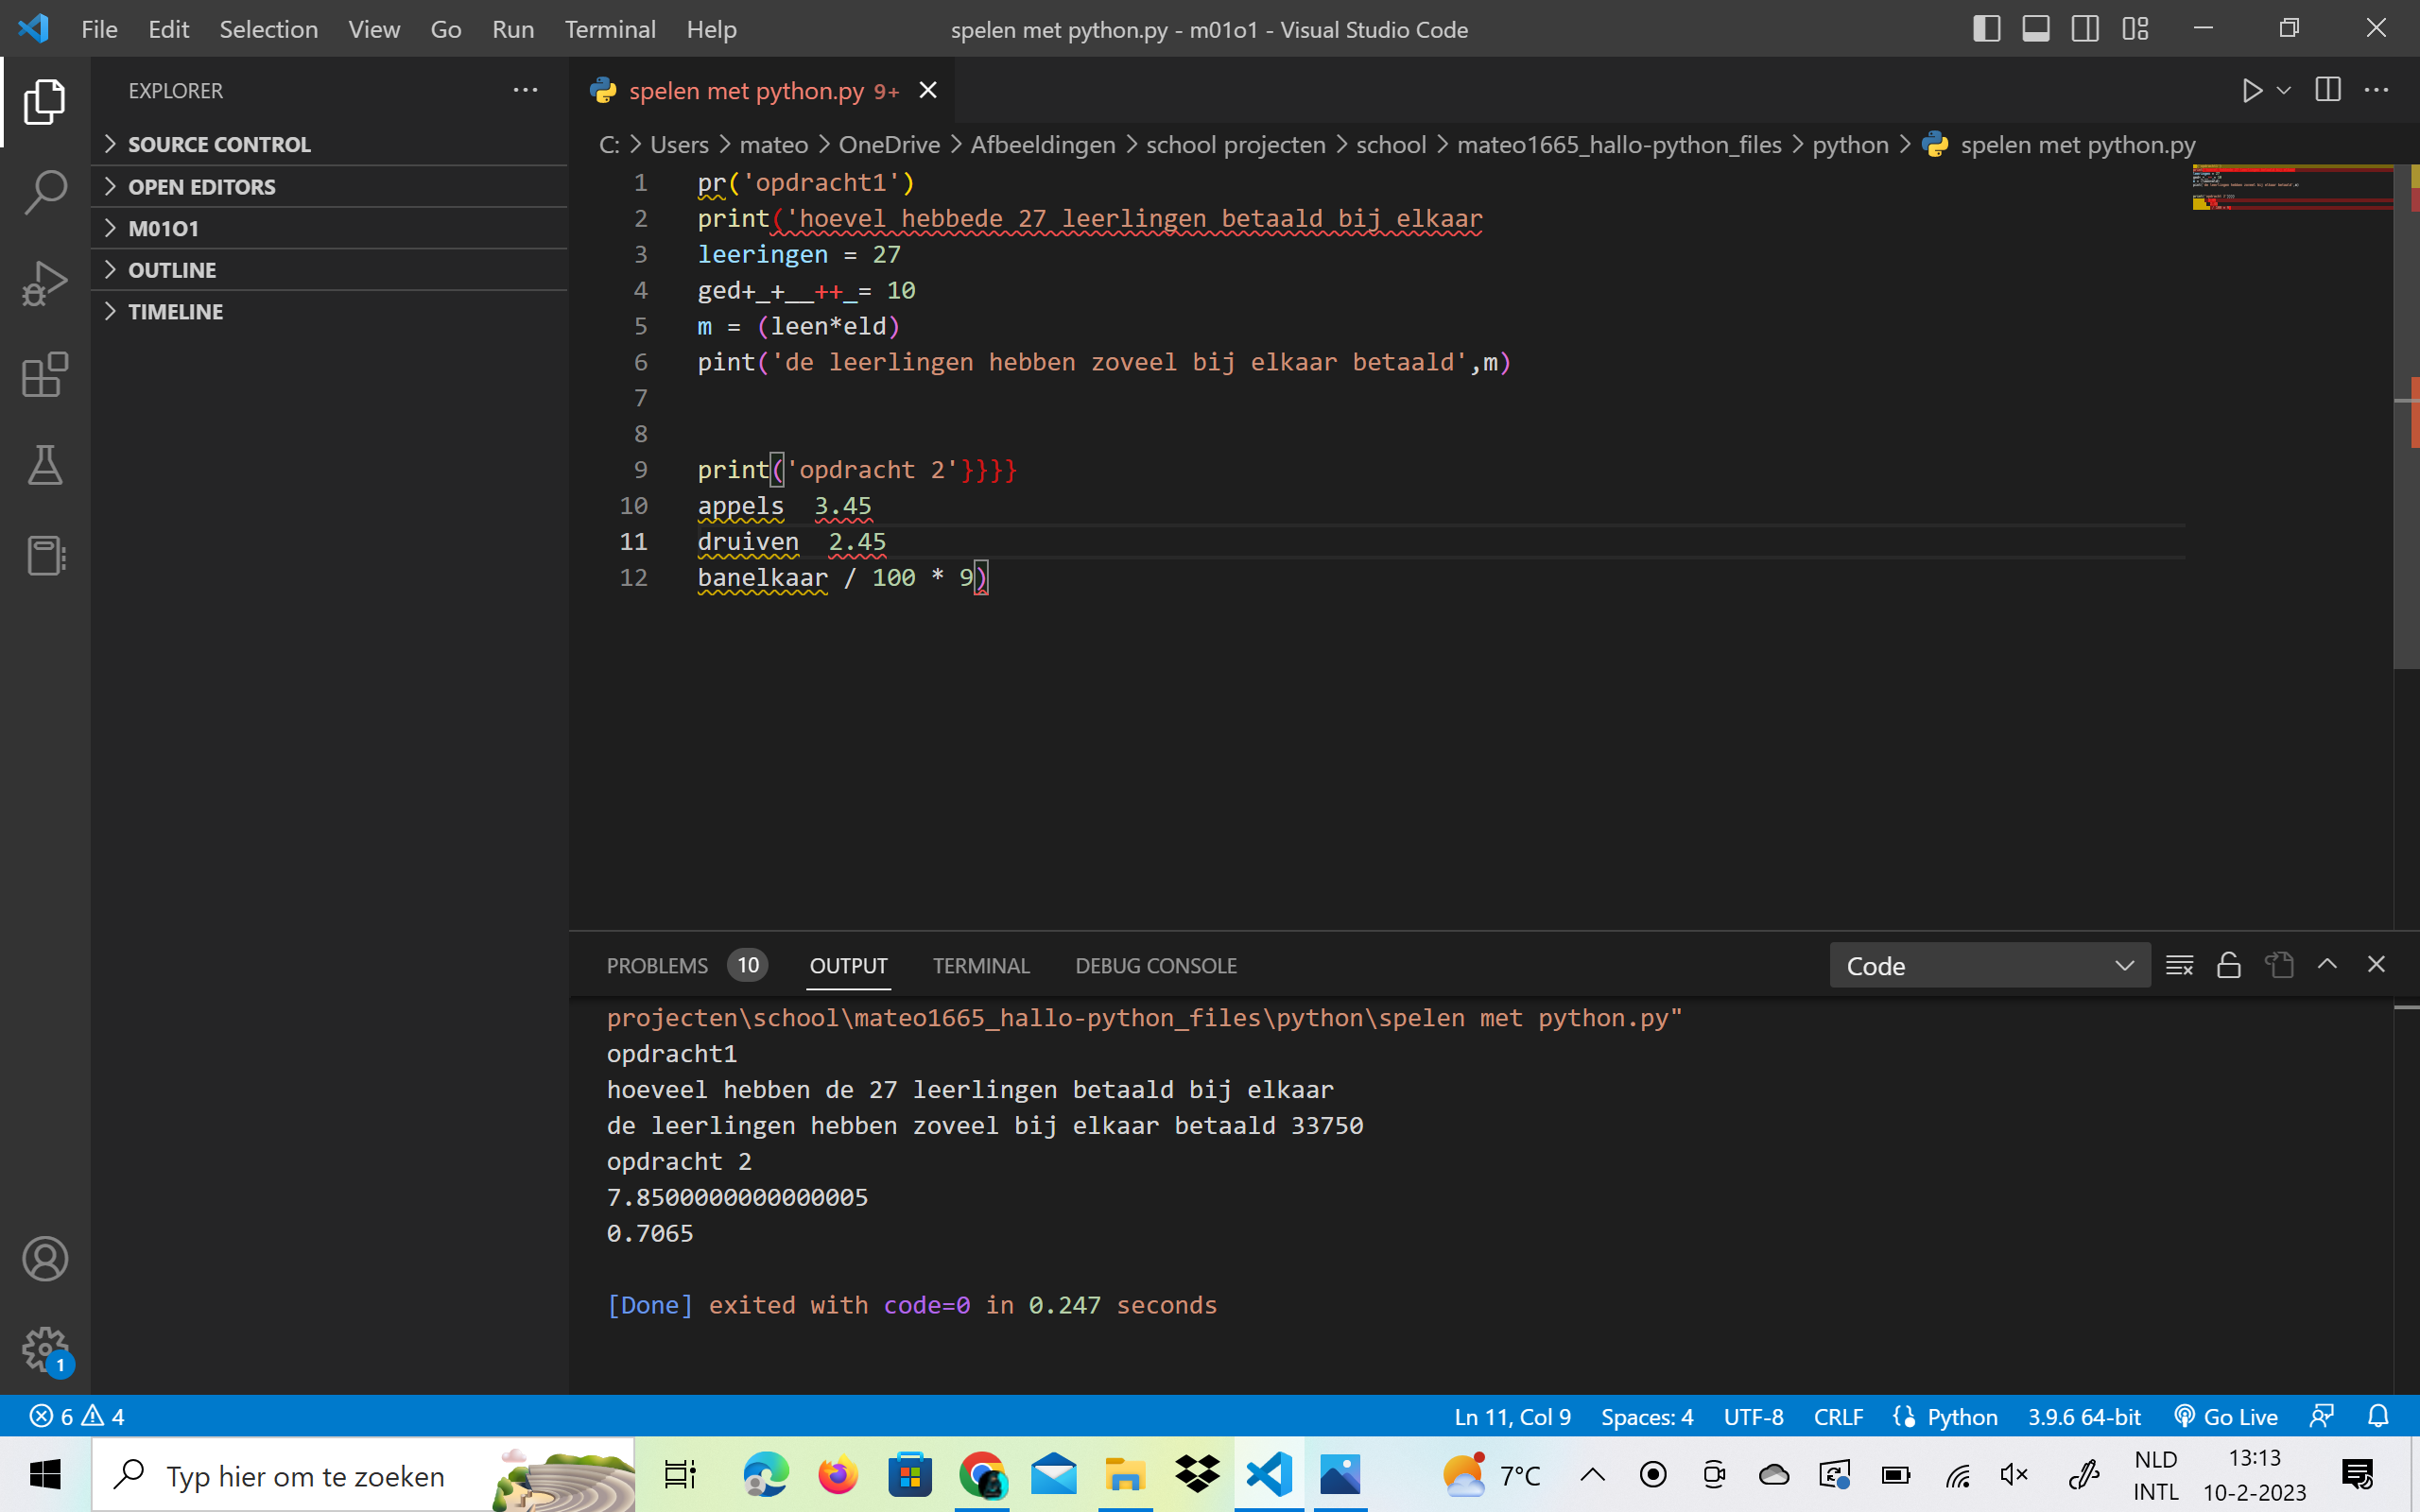 File Edit Selection View Go Run Terminal Help
spelen met python.py - m01o1 - Visual Studio Code
EXPLORER
SOURCE CONTROL
OPEN EDITORS
M01O1
OUTLINE
TIMELINE
spelen met python.py 9+
C: > Users > mateo > OneDrive > Afbeeldingen > school projecten > school > mateo1665_hallo-python_files > python > spelen met python.py
1 pr('opdracht1')
2 print('hoevel hebbede 27 leerlingen betaald bij elkaar
3 leeringen = 27
4 ged+_+__++_= 10
5 m = (leen*eld)
6 pint('de leerlingen hebben zoveel bij elkaar betaald',m)
7
8
9 print('opdracht 2'}}}}
10 appels  3.45
11 druiven  2.45
12 banelkaar / 100 * 9)
PROBLEMS 10 OUTPUT TERMINAL DEBUG CONSOLE
Code
projecten\school\mateo1665_hallo-python_files\python\spelen met python.py"
opdracht1
hoeveel hebben de 27 leerlingen betaald bij elkaar
de leerlingen hebben zoveel bij elkaar betaald 33750
opdracht 2
7.8500000000000005
0.7065
[Done] exited with code=0 in 0.247 seconds
1
6 4
Ln 11, Col 9 Spaces: 4 UTF-8 CRLF Python 3.9.6 64-bit Go Live
Typ hier om te zoeken
7°C
NLD
INTL
13:13
10-2-2023